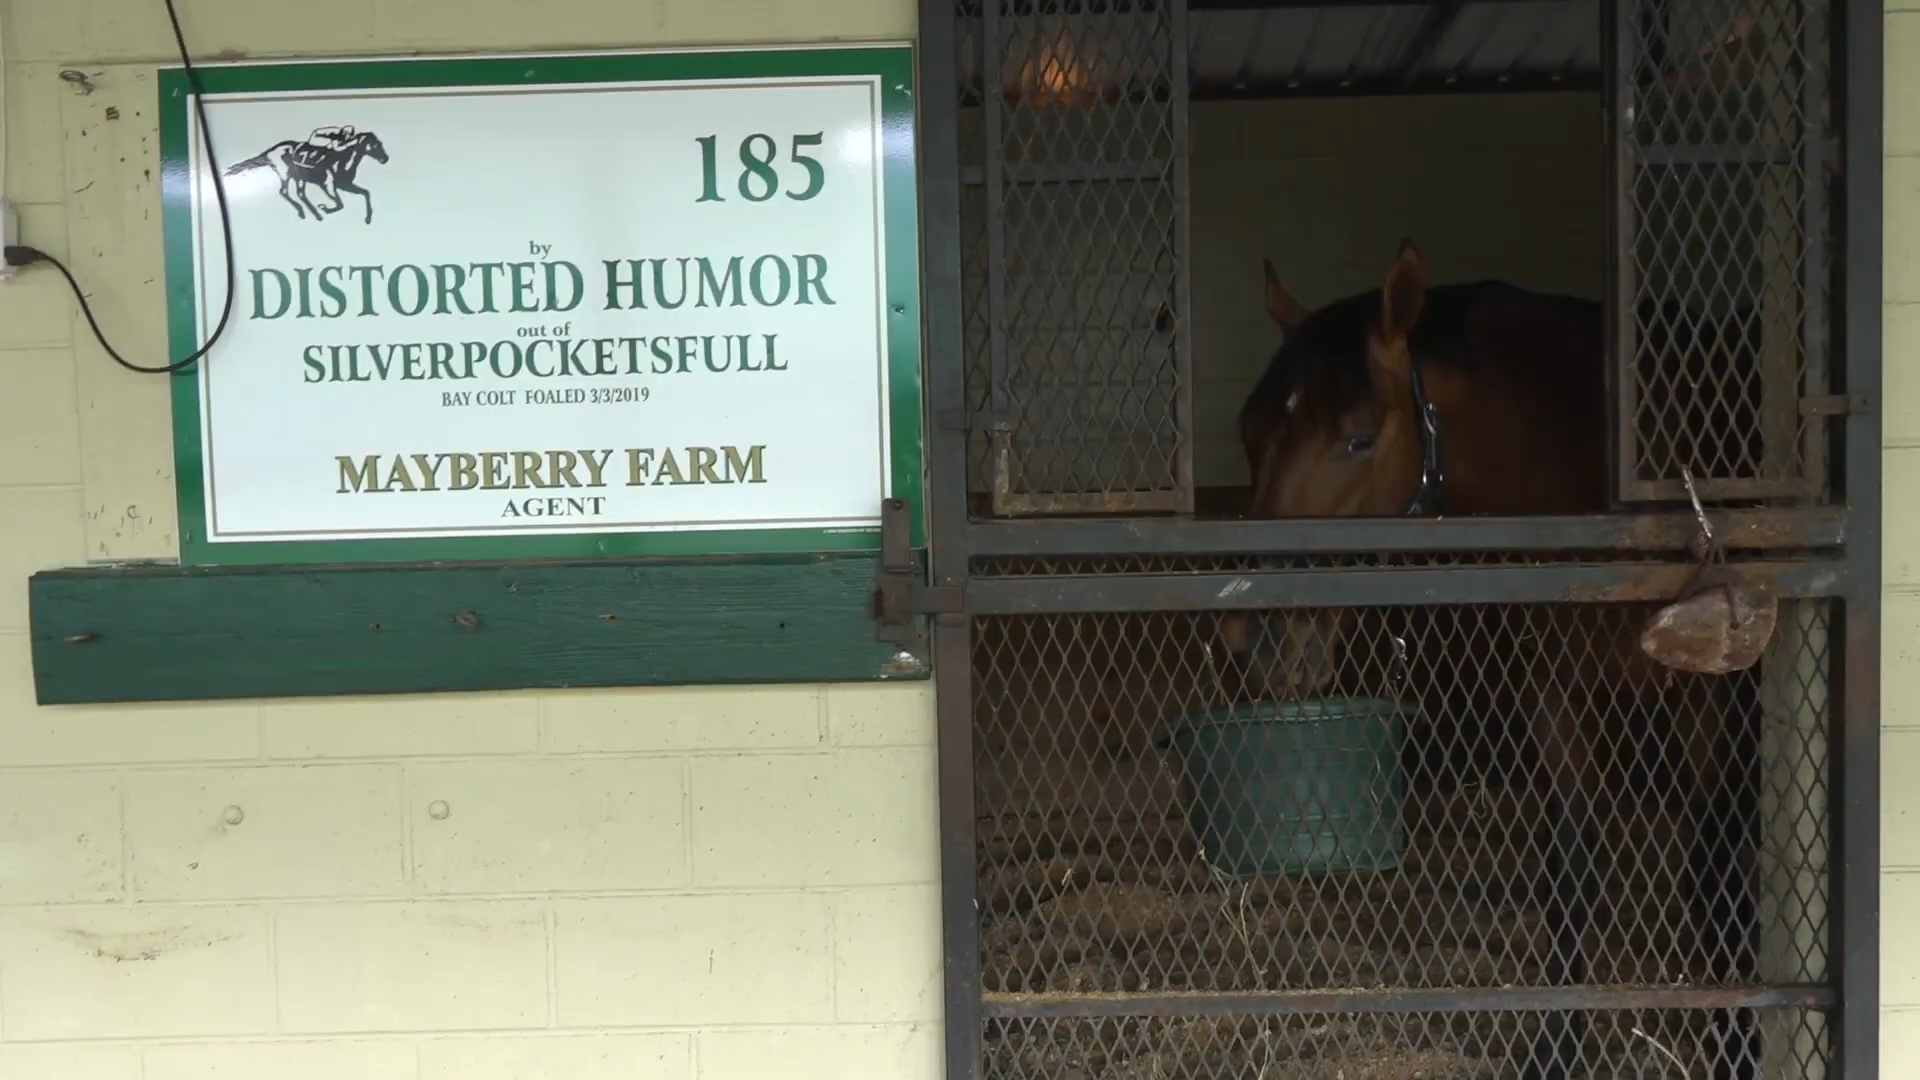 185
by
DISTORTED HUMOR
out of
SILVERPOCKETSFULL
BAY COLT FOALED 3/3/2019
MAYBERRY FARM
AGENT